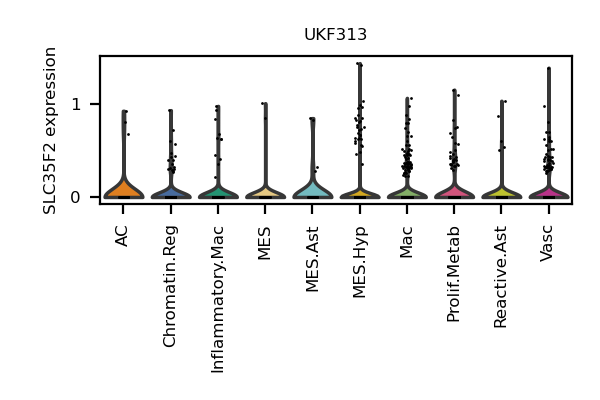 UKF313
SLC35F2 expression
1
0
AC
Chromatin.Reg
Inflammatory.Mac
MES
MES.Ast
MES.Hyp
Mac
Prolif.Metab
Reactive.Ast
Vasc